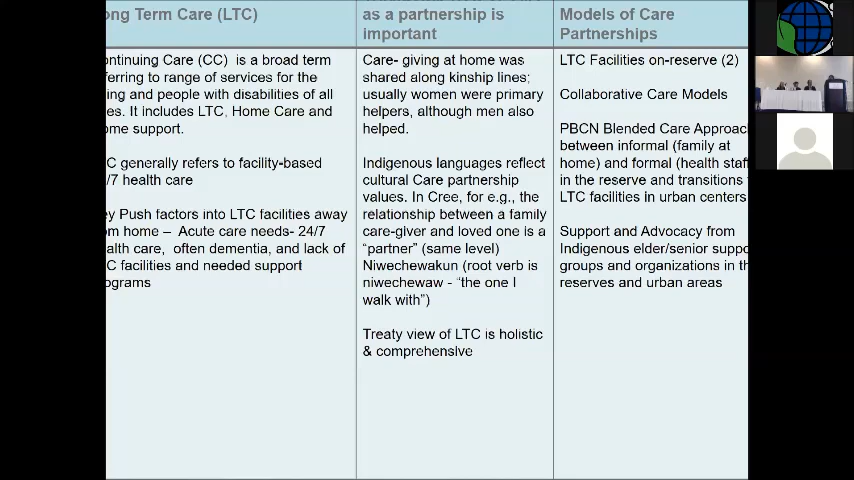 ong Term Care (LTC)
ontinuing Care (CC) is a broad term
ferring to range of services for the
ing and people with disabilities of all
es. It includes LTC, Home Care and
ome support.
C generally refers to facility-based
/7 health care
ey Push factors into LTC facilities away
om home – Acute care needs- 24/7
alth care, often dementia, and lack of
C facilities and needed support
ograms
as a partnership is
important
Care- giving at home was
shared along kinship lines;
usually women were primary
helpers, although men also
helped.
Indigenous languages reflect
cultural Care partnership
values. In Cree, for e.g., the
relationship between a family
care-giver and loved one is a
“partner” (same level)
Niwechewakun (root verb is
niwechewaw - “the one I
walk with”)
Treaty view of LTC is holistic
& comprehensive
Models of Care
Partnerships
LTC Facilities on-reserve (2)
Collaborative Care Models
PBCN Blended Care Approac
between informal (family at
home) and formal (health staff
in the reserve and transitions
LTC facilities in urban centers
Support and Advocacy from
Indigenous elder/senior suppo
groups and organizations in th
reserves and urban areas